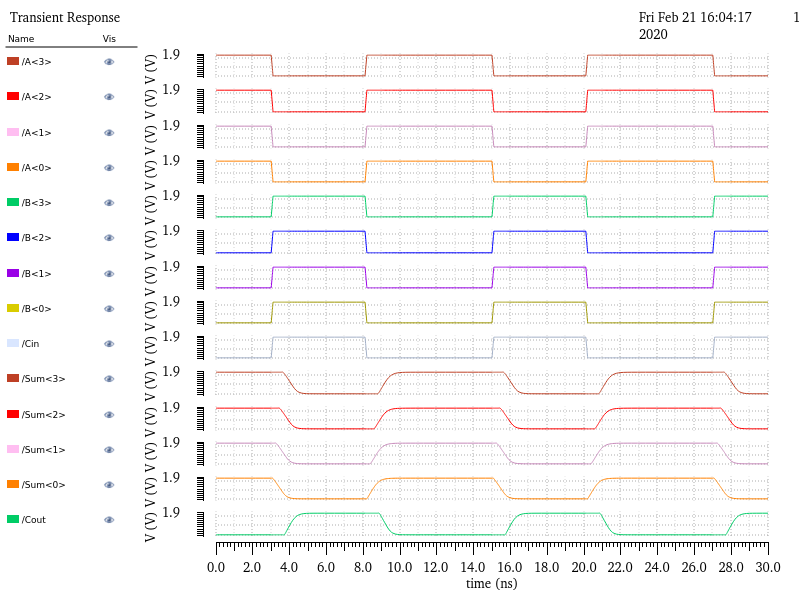 Transient Response
Fri Feb 21 16:04:17 2020
1
Name Vis
/A<3> V (V) 1.9
/A<2> V (V) 1.9
/A<1> V (V) 1.9
/A<0> V (V) 1.9
/B<3> V (V) 1.9
/B<2> V (V) 1.9
/B<1> V (V) 1.9
/B<0> V (V) 1.9
/Cin V (V) 1.9
/Sum<3> V (V) 1.9
/Sum<2> V (V) 1.9
/Sum<1> V (V) 1.9
/Sum<0> V (V) 1.9
/Cout V (V) 1.9
0.0 2.0 4.0 6.0 8.0 10.0 12.0 14.0 16.0 18.0 20.0 22.0 24.0 26.0 28.0 30.0
time (ns)